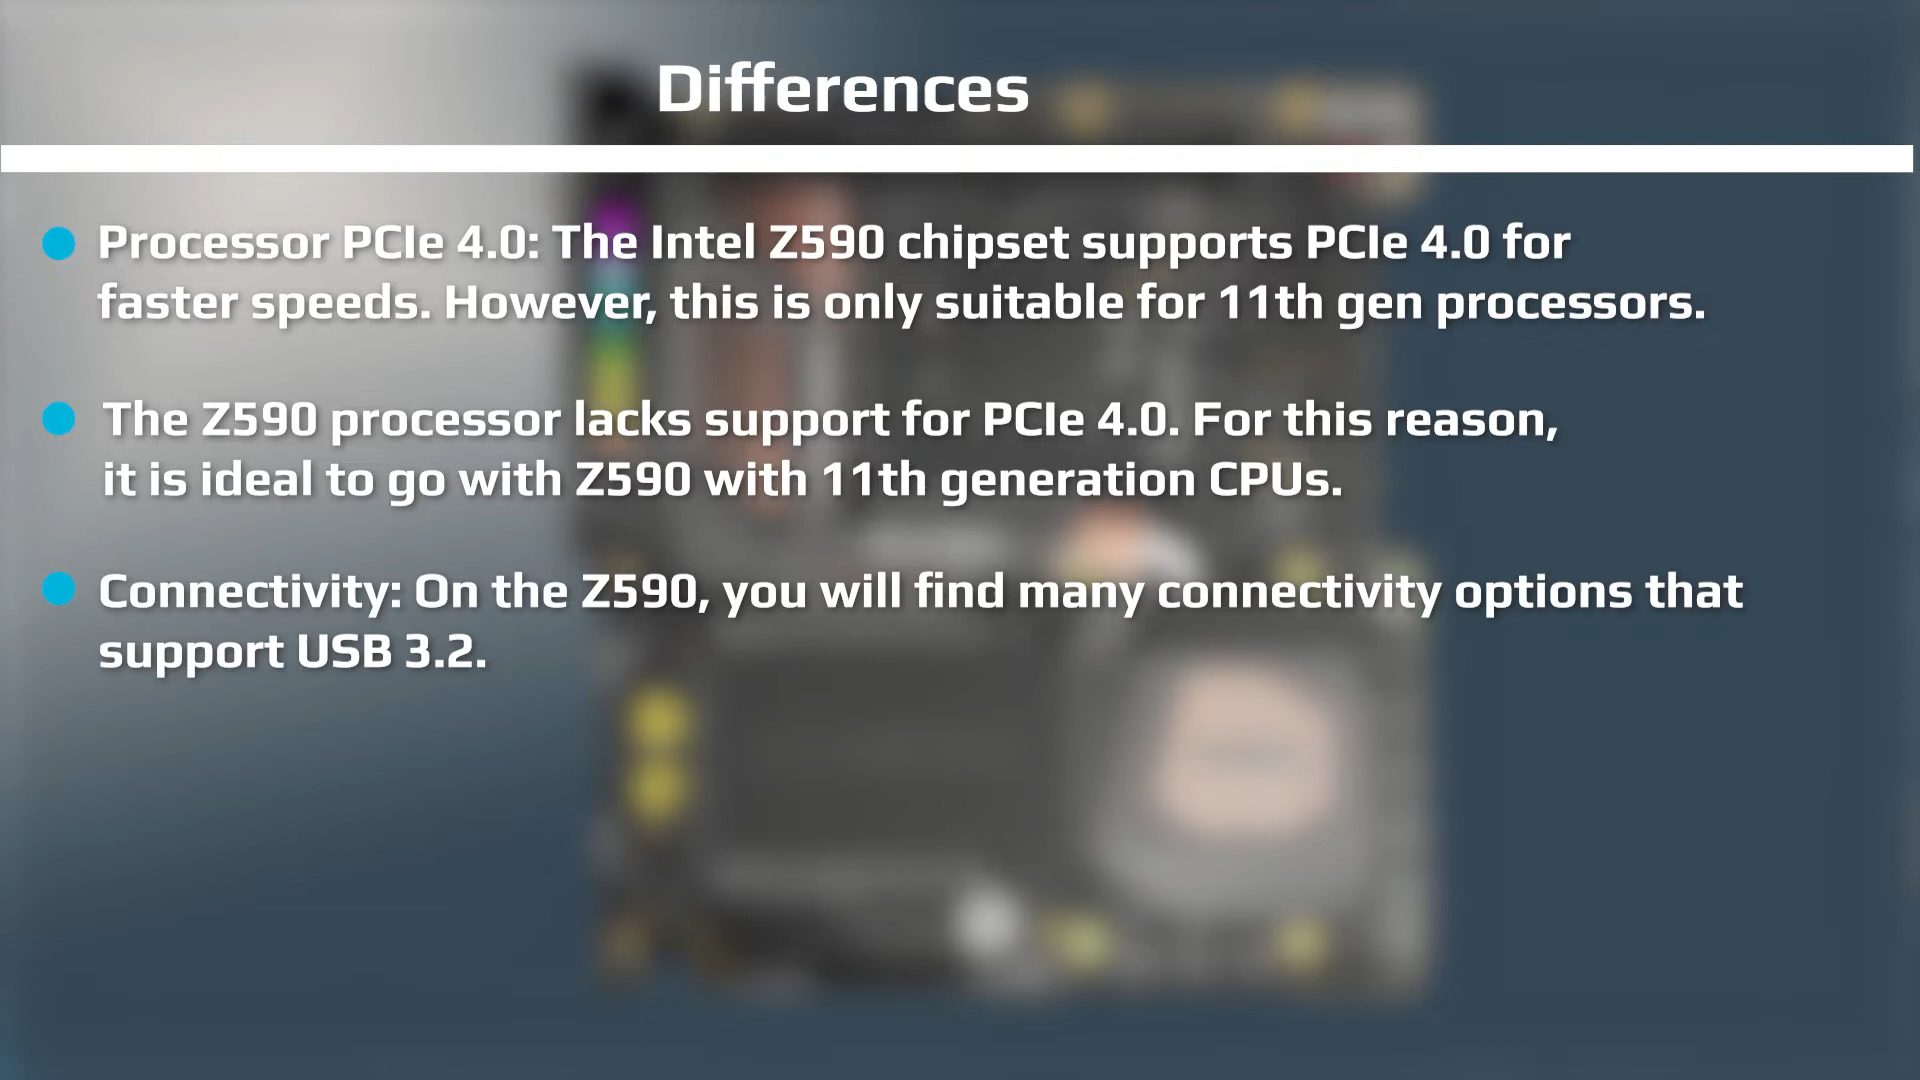 Differences
Processor PCIe 4.0: The Intel Z590 chipset supports PCIe 4.0 for
faster speeds. However, this is only suitable for 11th gen processors.
The Z590 processor lacks support for PCIe 4.0. For this reason,
it is ideal to go with Z590 with 11th generation CPUs.
Connectivity: On the Z590, you will find many connectivity options that
support USB 3.2.